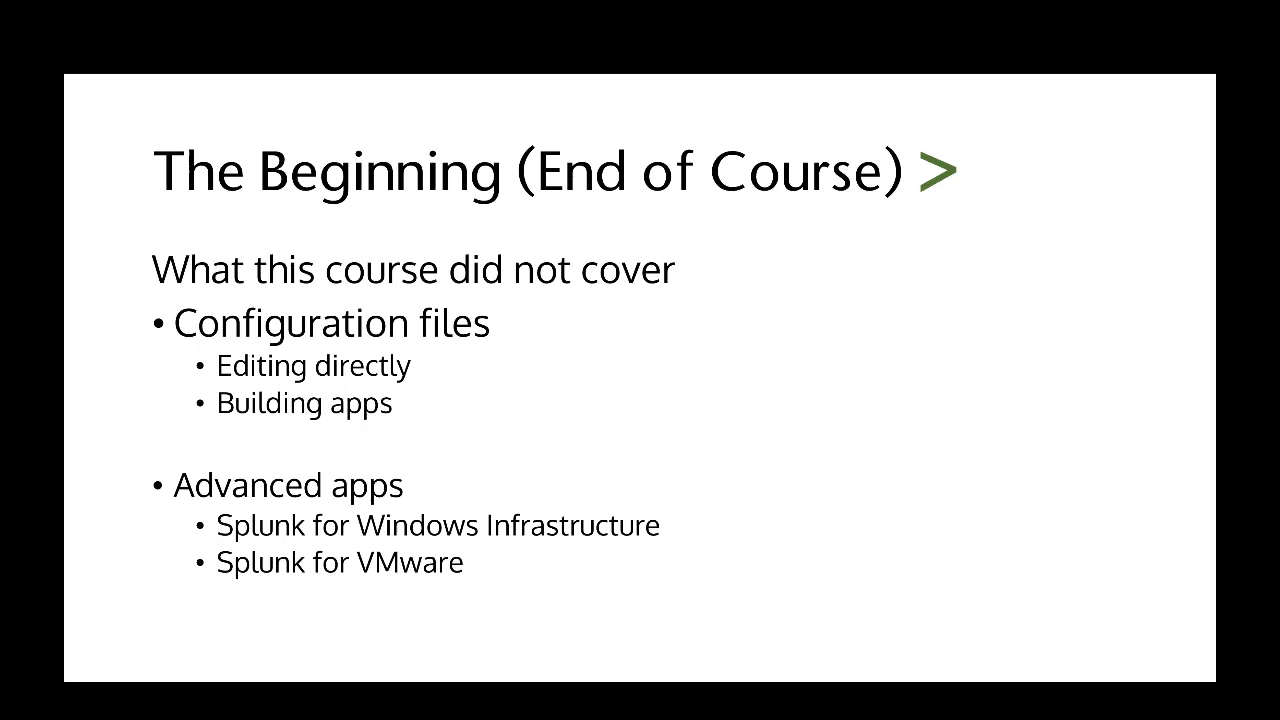 The Beginning (End of Course) >
What this course did not cover
• Configuration files
• Editing directly
• Building apps
• Advanced apps
• Splunk for Windows Infrastructure
• Splunk for VMware